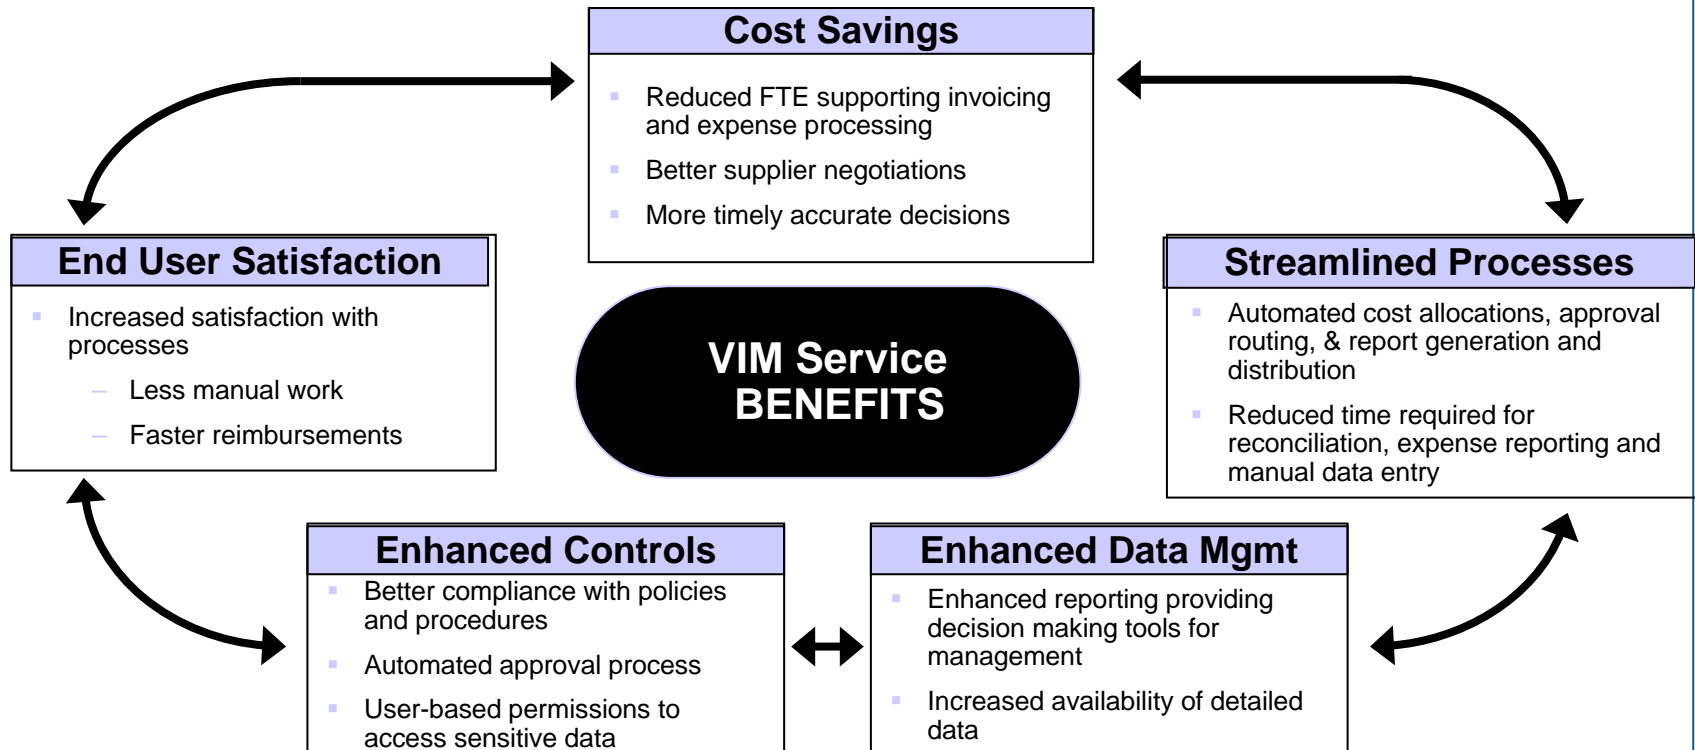 Cost Savings
Reduced FTE supporting invoicing
and expense processing
Better supplier negotiations
More timely accurate decisions
End User Satisfaction
Increased satisfaction with
processes
– Less manual work
– Faster reimbursements
VIM Service
BENEFITS
Streamlined Processes
Automated cost allocations, approval
routing, & report generation and
distribution
Reduced time required for
reconciliation, expense reporting and
manual data entry
Enhanced Controls
Better compliance with policies
and procedures
Automated approval process
User-based permissions to
access sensitive data
Enhanced Data Mgmt
Enhanced reporting providing
decision making tools for
management
Increased availability of detailed
data